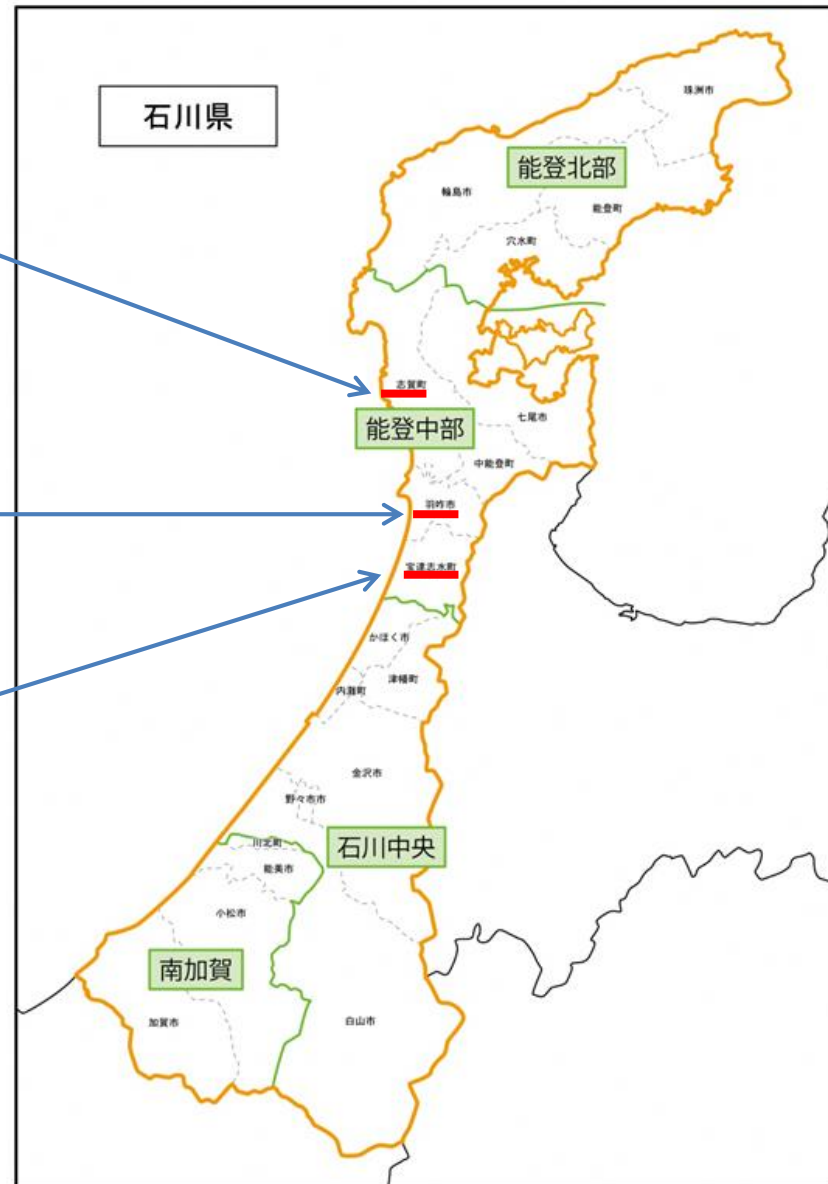 石川県
珠洲市
能登北部
輪島市
能登町
穴水町
志賀町
七尾市
能登中部
中能登町
羽咋市
宝達志水町
かほく市
津幡町
内灘町
金沢市
野々市市
川北町
石川中央
能美市
小松市
南加賀
加賀市
白山市